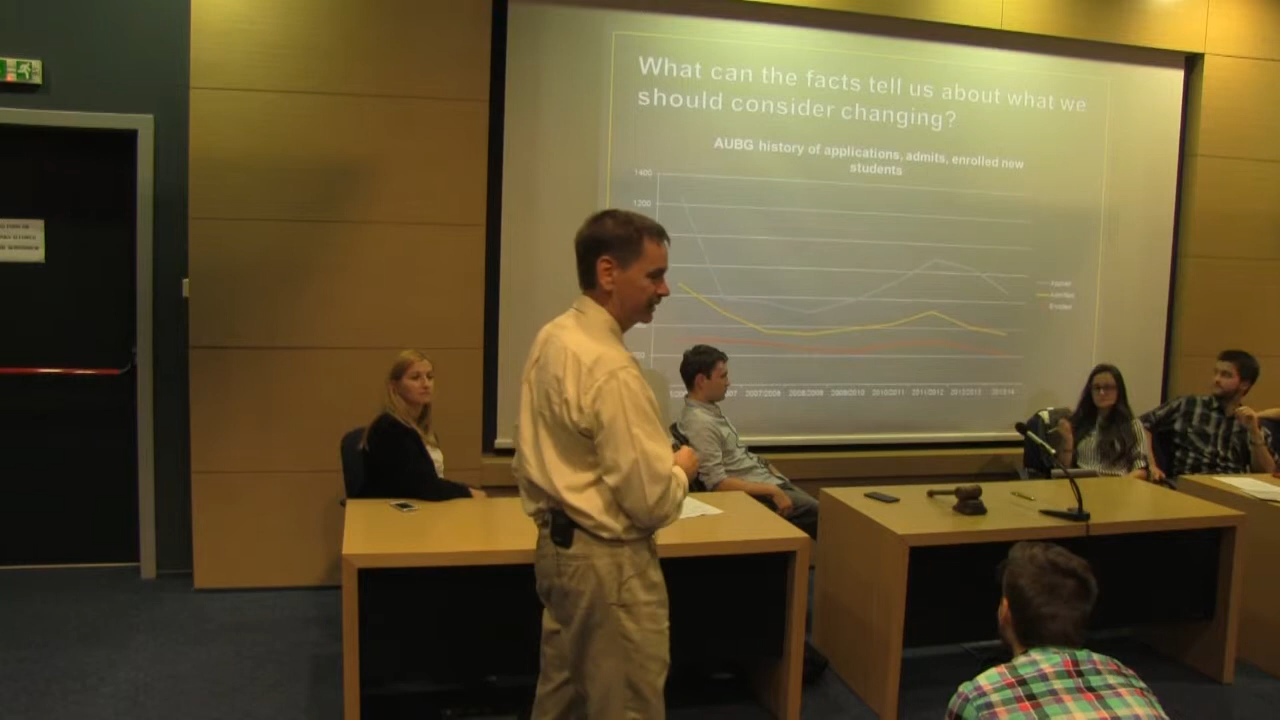 What can the facts tell us about what we
should consider changing?
AUBG history of applications, admits, enrolled new
students
1400
1200
Applied
Admitted
Enrolled
2007/2008 2008/2009 2009/2010 2010/2011 2011/2012 2012/2013 2013/14